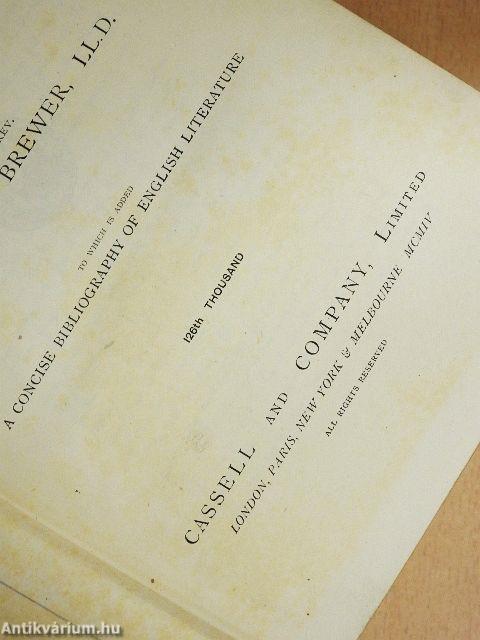 REV.
BREWER, LL.D.
TO WHICH IS ADDED
A CONCISE BIBLIOGRAPHY OF ENGLISH LITERATURE
126th THOUSAND
CASSELL AND COMPANY, LIMITED
LONDON, PARIS, NEW YORK & MELBOURNE MCMIV
ALL RIGHTS RESERVED
Antikvárium.hu